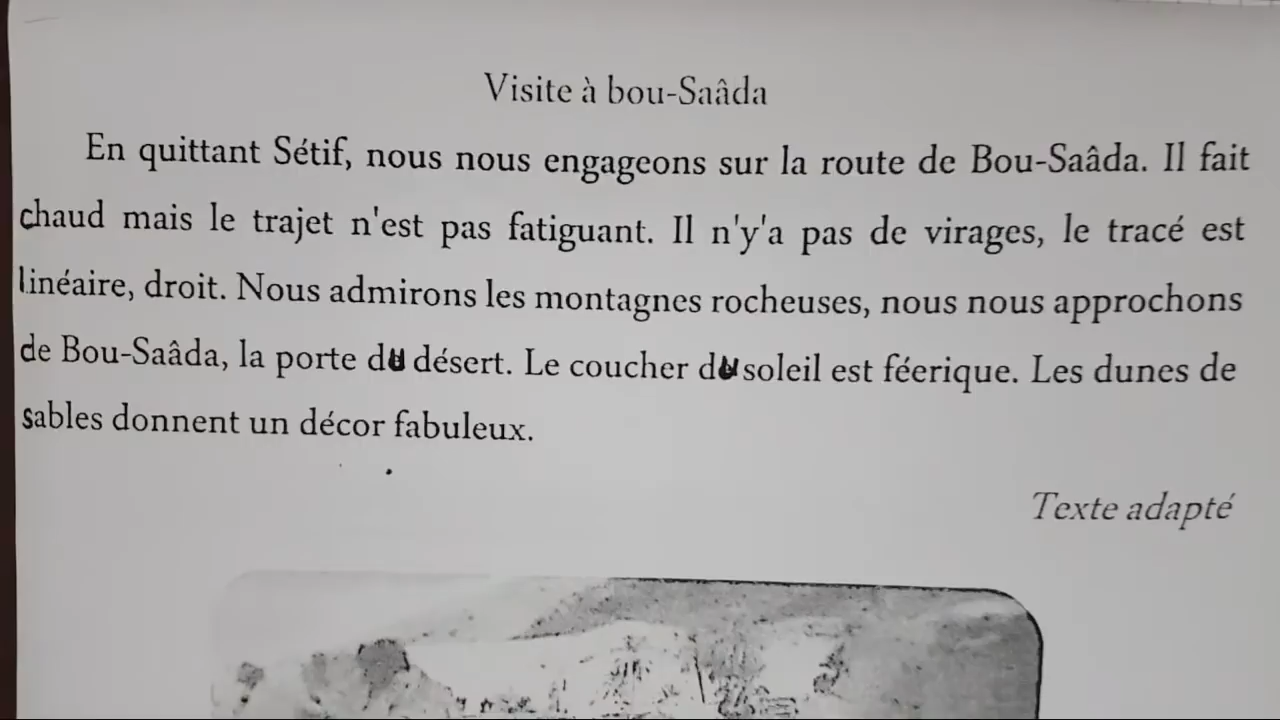 Visite à bou-Saâda
En quittant Sétif, nous nous engageons sur la route de Bou-Saâda. Il fait
chaud mais le trajet n'est pas fatiguant. Il n'y'a pas de virages, le tracé est
linéaire, droit. Nous admirons les montagnes rocheuses, nous nous approchons
de Bou-Saâda, la porte du désert. Le coucher du soleil est féerique. Les dunes de
sables donnent un décor fabuleux.
Texte adapté